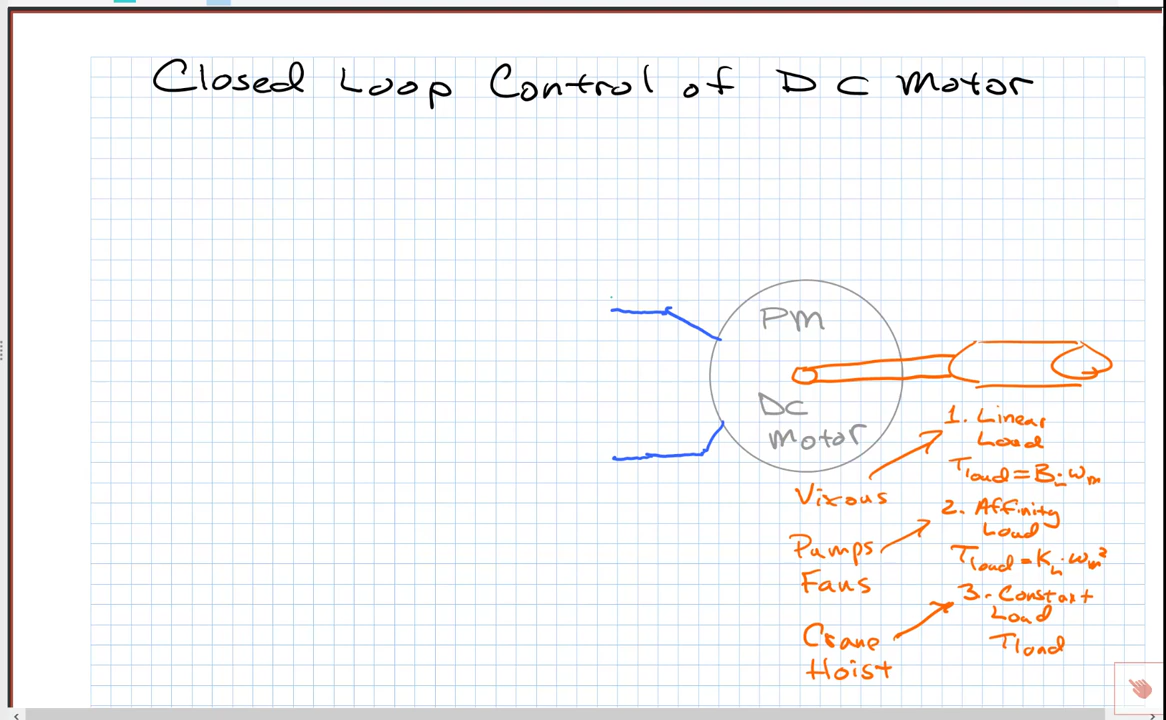 Closed Loop Control of DC Motor
PM
DC
Motor
1. Linear
Load
Tload = BL · ωm
Vixous
2. Affinity
Load
Tload = KL · ωm²
Pumps
Fans
3. Constant
Load
Tload
Crane
Hoist